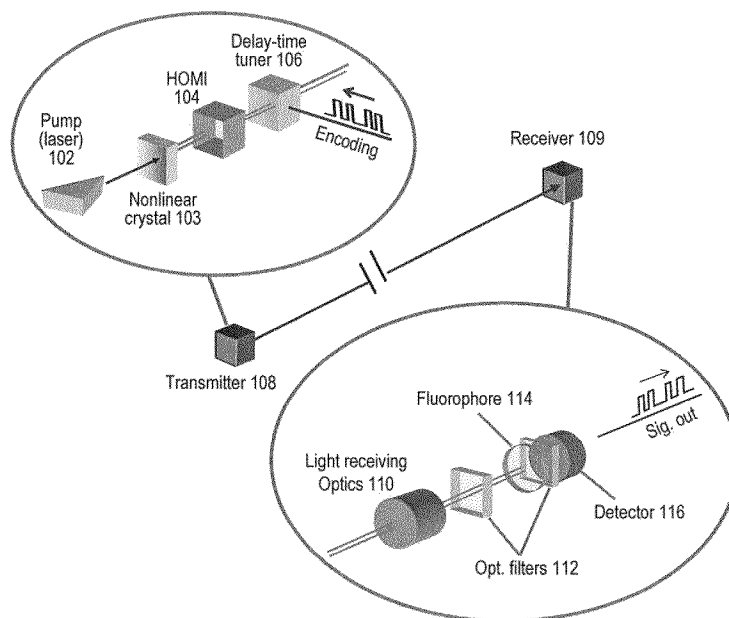 Delay-time
tuner 106
HOMI
104
Pump
(laser)
102
Encoding
Nonlinear
crystal 103
Receiver 109
Transmitter 108
Fluorophore 114
Sig. out
Light receiving
Optics 110
Detector 116
Opt. filters 112